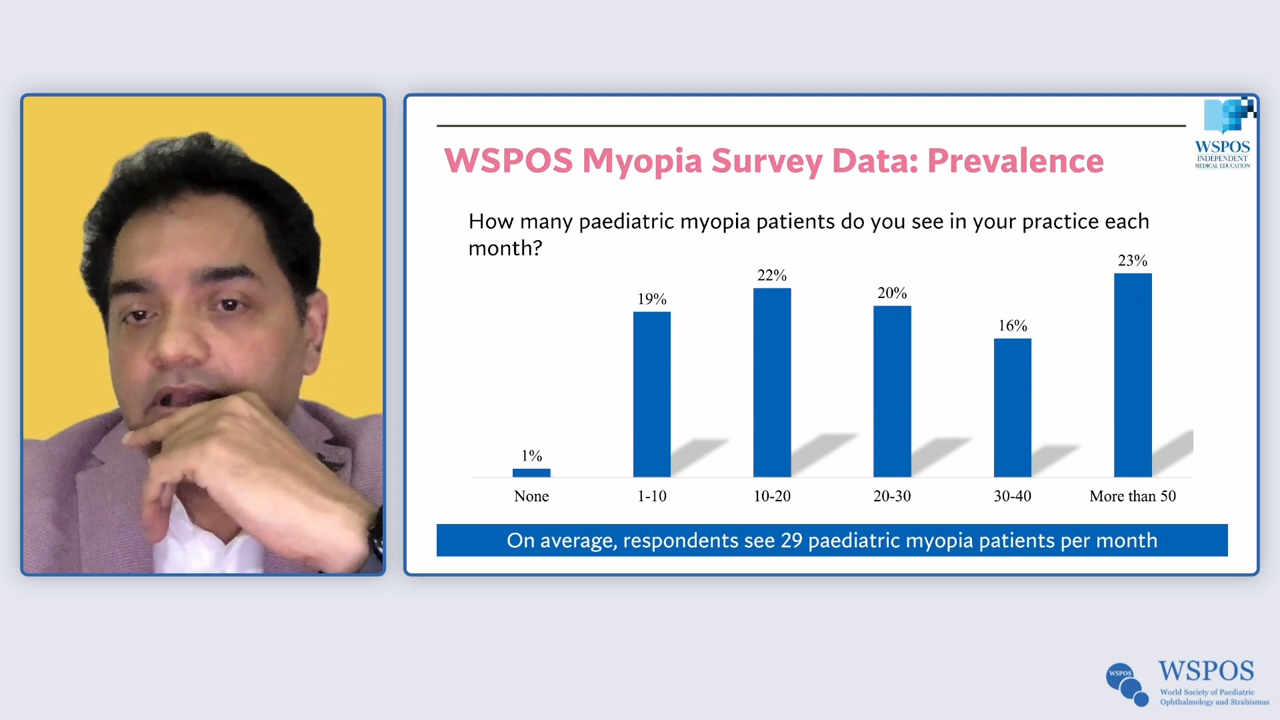 WSPOS
INDEPENDENT
MEDICAL EDUCATION
WSPOS Myopia Survey Data: Prevalence
How many paediatric myopia patients do you see in your practice each
month?
1%
19%
22%
20%
16%
23%
None
1-10
10-20
20-30
30-40
More than 50
On average, respondents see 29 paediatric myopia patients per month
WSPOS
WSPOS
World Society of Paediatric
Ophthalmology and Strabismus